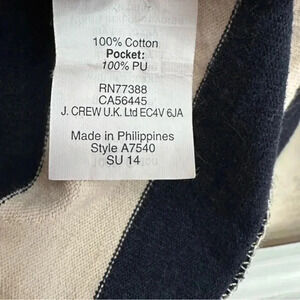 100% Cotton
Pocket:
100% PU
RN77388
CA56445
J. CREW U.K. Ltd EC4V 6JA
Made in Philippines
Style A7540
SU 14